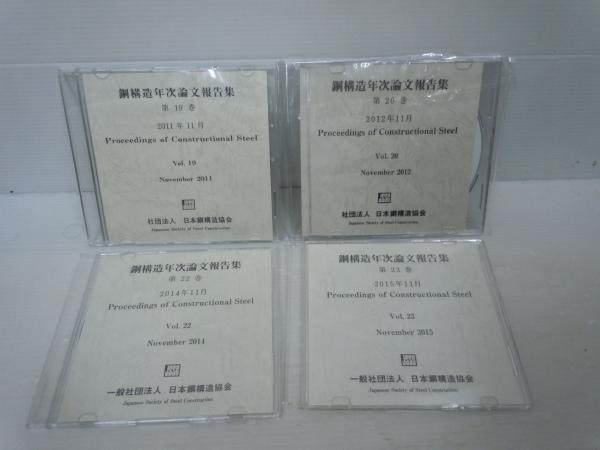 鋼構造年次論文報告集
第 19 巻
2011年11月
Proceedings of Constructional Steel
Vol. 19
November 2011
社団法人 日本鋼構造協会
Japanese Society of Steel Construction
鋼構造年次論文報告集
第 20 巻
2012年11月
Proceedings of Constructional Steel
Vol. 20
November 2012
社団法人 日本鋼構造協会
Japanese Society of Steel Construction
鋼構造年次論文報告集
第 22 巻
2014年11月
Proceedings of Constructional Steel
Vol. 22
November 2014
一般社団法人 日本鋼構造協会
Japanese Society of Steel Construction
鋼構造年次論文報告集
第 23 巻
2015年11月
Proceedings of Constructional Steel
Vol. 23
November 2015
一般社団法人 日本鋼構造協会
Japanese Society of Steel Construction